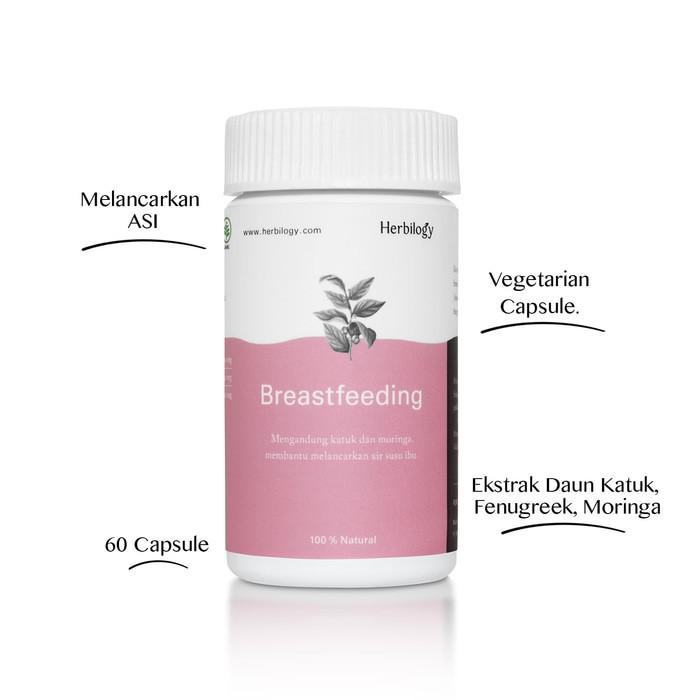 Melancarkan
ASI
www.herbilogy.com
Herbilogy
Vegetarian
Capsule.
Breastfeeding
Mengandung katuk dan moringa,
membantu melancarkan air susu ibu
Ekstrak Daun Katuk,
Fenugreek, Moringa
60 Capsule
100 % Natural